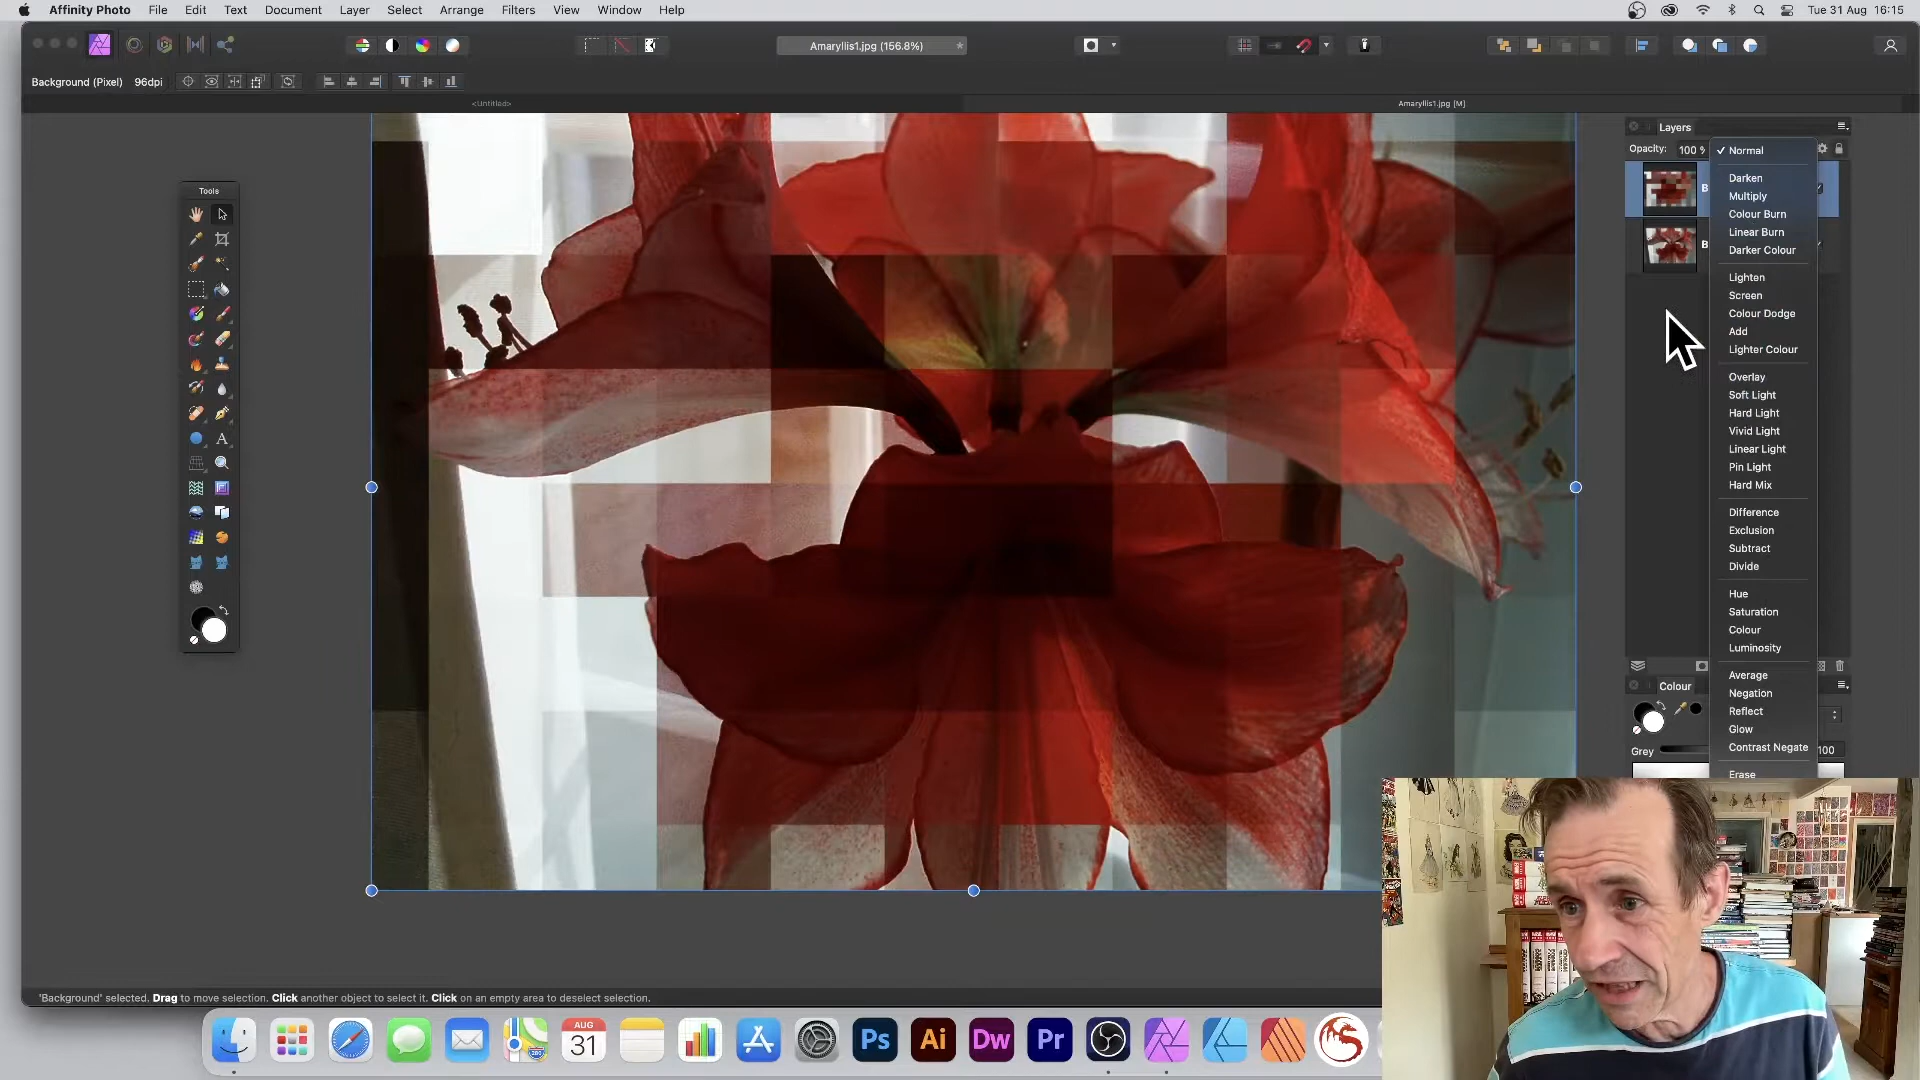 Affinity Photo File Edit Text Document Layer Select Arrange Filters View Window Help Tue 31 Aug 16:15
Amaryllis1.jpg (156.8%)
Background (Pixel) 96dpi
<Untitled> Amaryllis1.jpg [M]
Layers
Opacity: 100 %
Normal
Darken
Multiply
Colour Burn
Linear Burn
Darker Colour
Lighten
Screen
Colour Dodge
Add
Lighter Colour
Overlay
Soft Light
Hard Light
Vivid Light
Linear Light
Pin Light
Hard Mix
Difference
Exclusion
Subtract
Divide
Hue
Saturation
Colour
Luminosity
Average
Negation
Reflect
Glow
Contrast Negate
Erase
B
B
Tools
A
Colour
Grey 100
'Background' selected. Drag to move selection. Click another object to select it. Click on an empty area to deselect selection.
AUG
31
280
Ps Ai Dw Pr